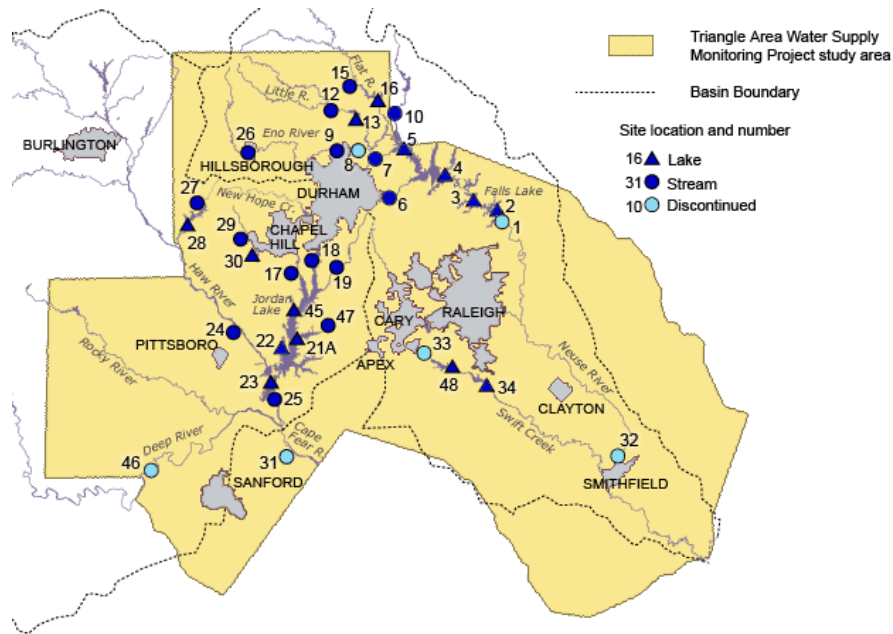 Triangle Area Water Supply
Monitoring Project study area
Basin Boundary
Site location and number
16 Lake
31 Stream
10 Discontinued
15
Flat R.
16
Little R.
12
13
10
BURLINGTON
26
Eno River
9
8
7
5
HILLSBOROUGH
4
DURHAM
3
Falls Lake
2
27
New Hope Cr.
6
1
28
29
CHAPEL
HILL
30
18
17
19
Haw River
Jordan
Lake
45
47
CARY
RALEIGH
24
PITTSBORO
22
21A
33
APEX
Rocky River
23
48
34
Neuse River
25
CLAYTON
Swift Creek
Deep River
Cape
Fear R.
46
31
32
SANFORD
SMITHFIELD